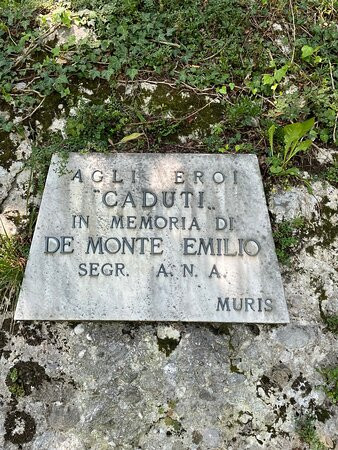 AGLI EROI
"CADUTI"
IN MEMORIA DI
DE MONTE EMILIO
SEGR. A.N.A.
MURIS